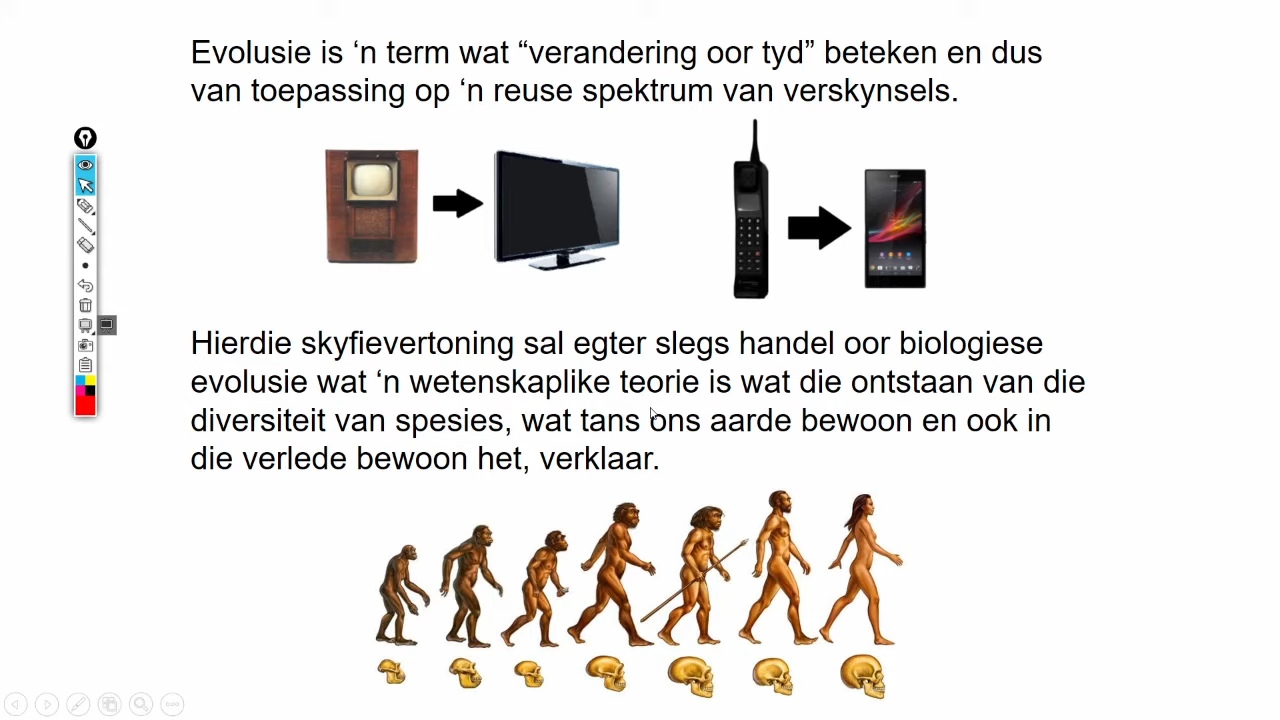 Evolusie is ‘n term wat “verandering oor tyd” beteken en dus
van toepassing op ‘n reuse spektrum van verskynsels.
SONY
Hierdie skyfievertoning sal egter slegs handel oor biologiese
evolusie wat ‘n wetenskaplike teorie is wat die ontstaan van die
diversiteit van spesies, wat tans ons aarde bewoon en ook in
die verlede bewoon het, verklaar.